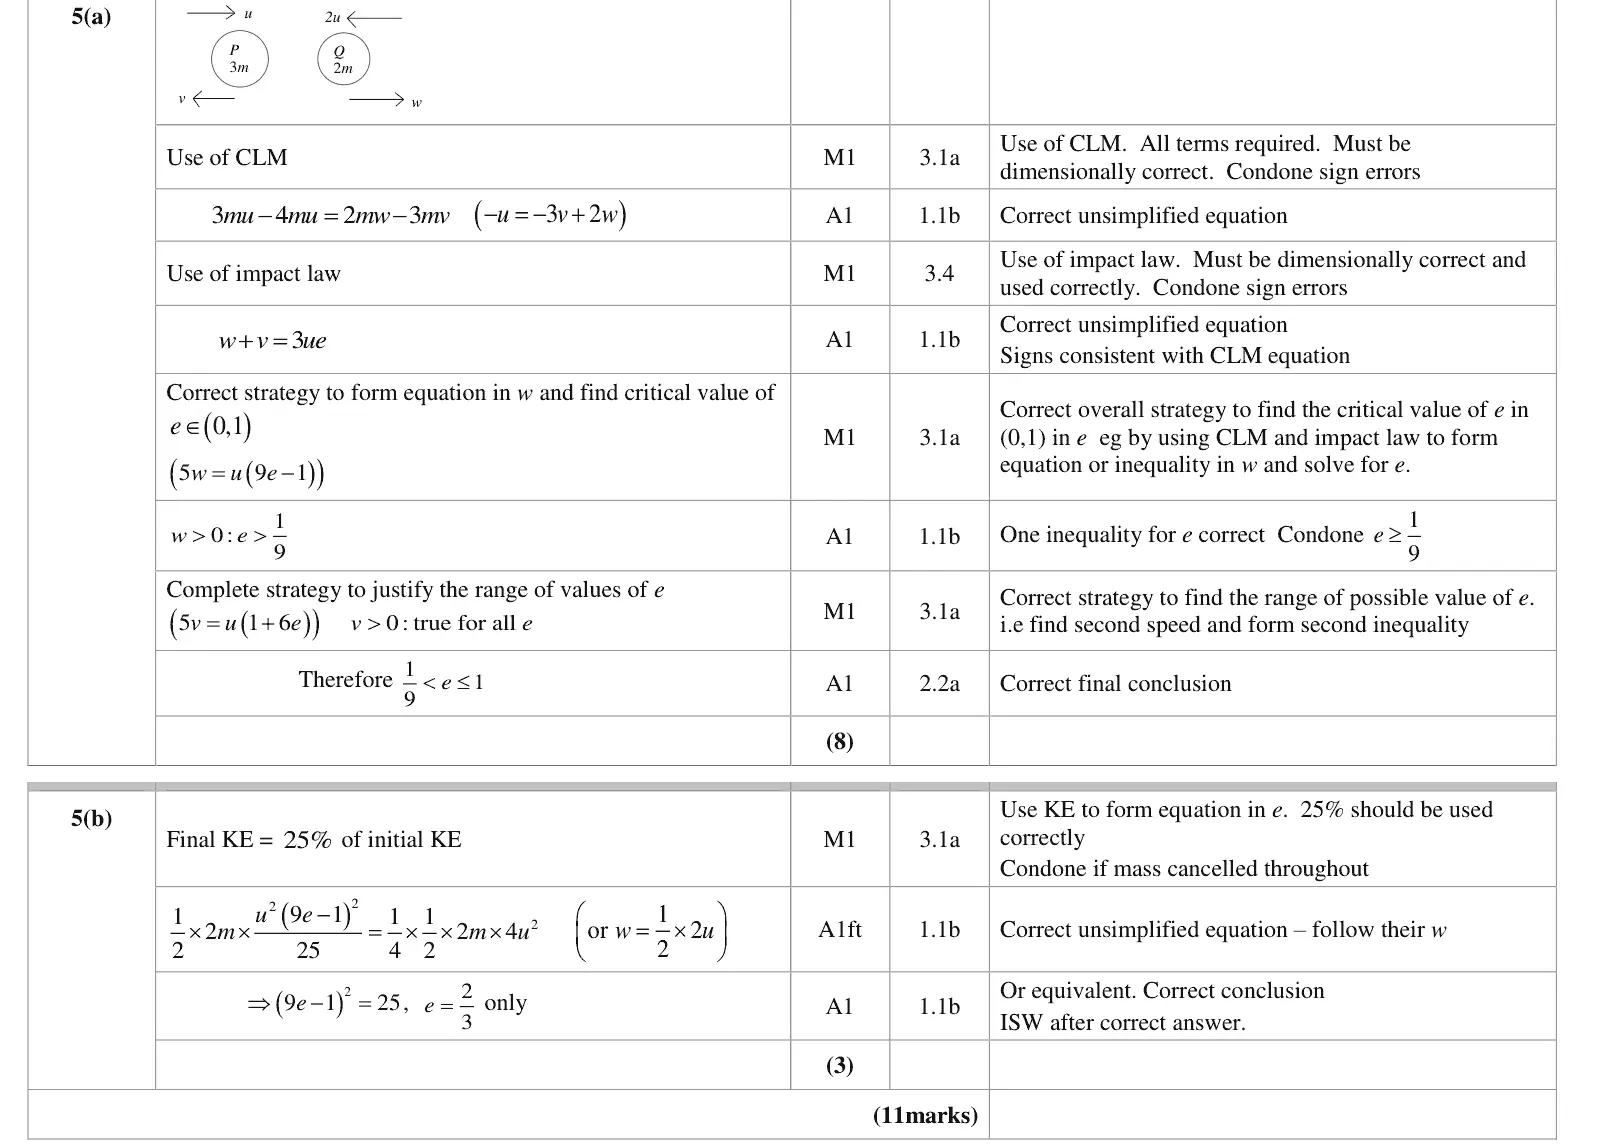 5(a)
u
2u
P
3m
Q
2m
v
w
Use of CLM
M1
3.1a
Use of CLM. All terms required. Must be
dimensionally correct. Condone sign errors
3mu − 4mu = 2mw − 3mv (−u = −3v + 2w)
A1
1.1b
Correct unsimplified equation
Use of impact law
M1
3.4
Use of impact law. Must be dimensionally correct and
used correctly. Condone sign errors
w + v = 3ue
A1
1.1b
Correct unsimplified equation
Signs consistent with CLM equation
Correct strategy to form equation in w and find critical value of
e ∈ (0,1)
(5w = u(9e − 1))
M1
3.1a
Correct overall strategy to find the critical value of e in
(0,1) in e eg by using CLM and impact law to form
equation or inequality in w and solve for e.
w > 0 : e > 1/9
A1
1.1b
One inequality for e correct Condone e ≥ 1/9
Complete strategy to justify the range of values of e
(5v = u(1 + 6e)) v > 0 : true for all e
M1
3.1a
Correct strategy to find the range of possible value of e.
i.e find second speed and form second inequality
Therefore 1/9 < e ≤ 1
A1
2.2a
Correct final conclusion
(8)
5(b)
Final KE = 25% of initial KE
M1
3.1a
Use KE to form equation in e. 25% should be used
correctly
Condone if mass cancelled throughout
1/2 × 2m × u²(9e − 1)²/25 = 1/4 × 1/2 × 2m × 4u² (or w = 1/2 × 2u)
A1ft
1.1b
Correct unsimplified equation – follow their w
⇒ (9e − 1)² = 25, e = 2/3 only
A1
1.1b
Or equivalent. Correct conclusion
ISW after correct answer.
(3)
(11marks)